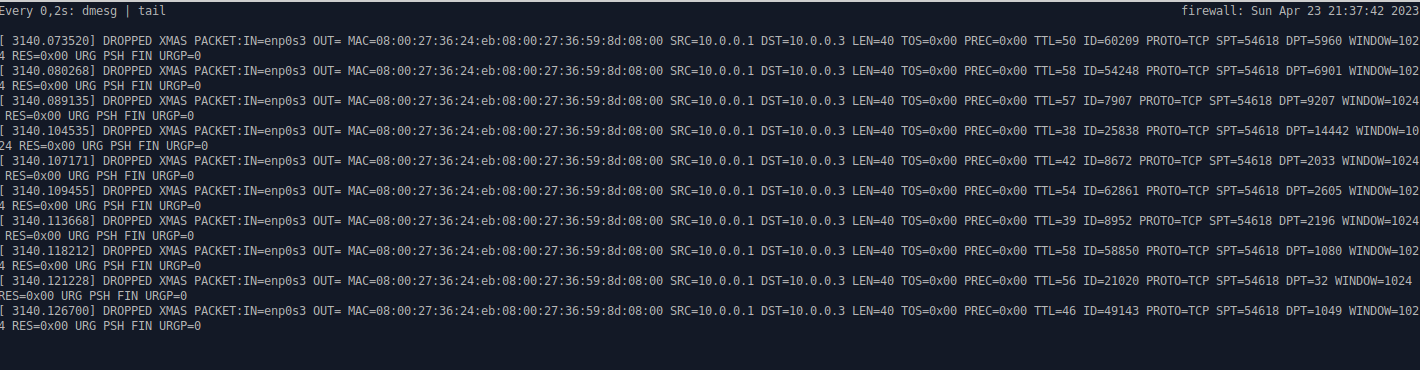 Every 0,2s: dmesg | tail firewall: Sun Apr 23 21:37:42 2023
[ 3140.073520] DROPPED XMAS PACKET:IN=enp0s3 OUT= MAC=08:00:27:36:24:eb:08:00:27:36:59:8d:08:00 SRC=10.0.0.1 DST=10.0.0.3 LEN=40 TOS=0x00 PREC=0x00 TTL=50 ID=60209 PROTO=TCP SPT=54618 DPT=5960 WINDOW=102
4 RES=0x00 URG PSH FIN URGP=0
[ 3140.080268] DROPPED XMAS PACKET:IN=enp0s3 OUT= MAC=08:00:27:36:24:eb:08:00:27:36:59:8d:08:00 SRC=10.0.0.1 DST=10.0.0.3 LEN=40 TOS=0x00 PREC=0x00 TTL=58 ID=54248 PROTO=TCP SPT=54618 DPT=6901 WINDOW=102
4 RES=0x00 URG PSH FIN URGP=0
[ 3140.089135] DROPPED XMAS PACKET:IN=enp0s3 OUT= MAC=08:00:27:36:24:eb:08:00:27:36:59:8d:08:00 SRC=10.0.0.1 DST=10.0.0.3 LEN=40 TOS=0x00 PREC=0x00 TTL=57 ID=7907 PROTO=TCP SPT=54618 DPT=9207 WINDOW=1024
RES=0x00 URG PSH FIN URGP=0
[ 3140.104535] DROPPED XMAS PACKET:IN=enp0s3 OUT= MAC=08:00:27:36:24:eb:08:00:27:36:59:8d:08:00 SRC=10.0.0.1 DST=10.0.0.3 LEN=40 TOS=0x00 PREC=0x00 TTL=38 ID=25838 PROTO=TCP SPT=54618 DPT=14442 WINDOW=10
24 RES=0x00 URG PSH FIN URGP=0
[ 3140.107171] DROPPED XMAS PACKET:IN=enp0s3 OUT= MAC=08:00:27:36:24:eb:08:00:27:36:59:8d:08:00 SRC=10.0.0.1 DST=10.0.0.3 LEN=40 TOS=0x00 PREC=0x00 TTL=42 ID=8672 PROTO=TCP SPT=54618 DPT=2033 WINDOW=1024
RES=0x00 URG PSH FIN URGP=0
[ 3140.109455] DROPPED XMAS PACKET:IN=enp0s3 OUT= MAC=08:00:27:36:24:eb:08:00:27:36:59:8d:08:00 SRC=10.0.0.1 DST=10.0.0.3 LEN=40 TOS=0x00 PREC=0x00 TTL=54 ID=62861 PROTO=TCP SPT=54618 DPT=2605 WINDOW=102
4 RES=0x00 URG PSH FIN URGP=0
[ 3140.113668] DROPPED XMAS PACKET:IN=enp0s3 OUT= MAC=08:00:27:36:24:eb:08:00:27:36:59:8d:08:00 SRC=10.0.0.1 DST=10.0.0.3 LEN=40 TOS=0x00 PREC=0x00 TTL=39 ID=8952 PROTO=TCP SPT=54618 DPT=2196 WINDOW=1024
RES=0x00 URG PSH FIN URGP=0
[ 3140.118212] DROPPED XMAS PACKET:IN=enp0s3 OUT= MAC=08:00:27:36:24:eb:08:00:27:36:59:8d:08:00 SRC=10.0.0.1 DST=10.0.0.3 LEN=40 TOS=0x00 PREC=0x00 TTL=58 ID=58850 PROTO=TCP SPT=54618 DPT=1080 WINDOW=102
4 RES=0x00 URG PSH FIN URGP=0
[ 3140.121228] DROPPED XMAS PACKET:IN=enp0s3 OUT= MAC=08:00:27:36:24:eb:08:00:27:36:59:8d:08:00 SRC=10.0.0.1 DST=10.0.0.3 LEN=40 TOS=0x00 PREC=0x00 TTL=56 ID=21020 PROTO=TCP SPT=54618 DPT=32 WINDOW=1024
RES=0x00 URG PSH FIN URGP=0
[ 3140.126700] DROPPED XMAS PACKET:IN=enp0s3 OUT= MAC=08:00:27:36:24:eb:08:00:27:36:59:8d:08:00 SRC=10.0.0.1 DST=10.0.0.3 LEN=40 TOS=0x00 PREC=0x00 TTL=46 ID=49143 PROTO=TCP SPT=54618 DPT=1049 WINDOW=102
4 RES=0x00 URG PSH FIN URGP=0